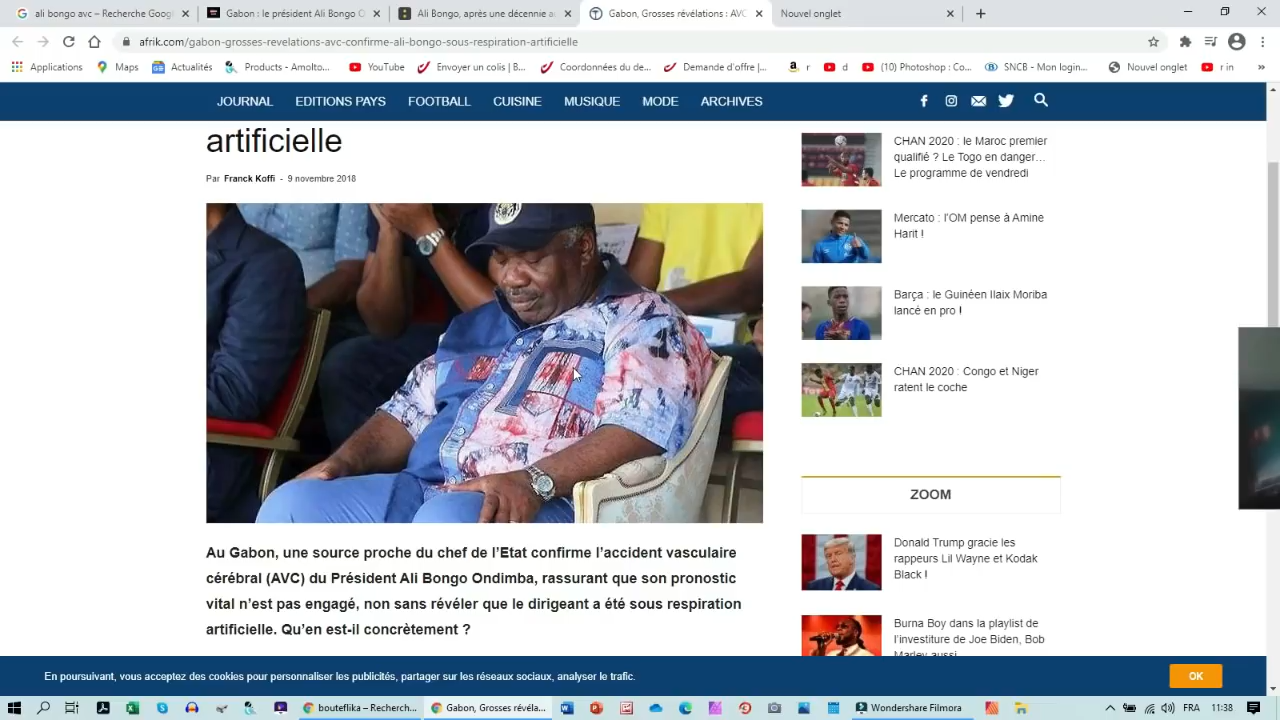 ali bongo avc – Recherche Googl
Gabon : la petite Ali Bongo O
Ali Bongo, après une décennie a
Gabon, Grosses révélations : AVC
Nouvel onglet
afrik.com/gabon-grosses-revelations-avc-confirme-ali-bongo-sous-respiration-artificielle
Applications
Maps
Actualités
Products - Amolto...
YouTube
Envoyer un colis | B...
Coordonnées du de...
Demande d'offre |...
r
d
(10) Photoshop : Co...
SNCB - Mon login...
Nouvel onglet
r in
»
JOURNAL EDITIONS PAYS FOOTBALL CUISINE MUSIQUE MODE ARCHIVES
artificielle
Par Franck Koffi - 9 novembre 2018
Au Gabon, une source proche du chef de l'Etat confirme l'accident vasculaire
cérébral (AVC) du Président Ali Bongo Ondimba, rassurant que son pronostic
vital n'est pas engagé, non sans révéler que le dirigeant a été sous respiration
artificielle. Qu'en est-il concrètement ?
CHAN 2020 : le Maroc premier
qualifié ? Le Togo en danger…
Le programme de vendredi
Mercato : l'OM pense à Amine
Harit !
Barça : le Guinéen Ilaix Moriba
lancé en pro !
CHAN 2020 : Congo et Niger
ratent le coche
ZOOM
Donald Trump gracie les
rappeurs Lil Wayne et Kodak
Black !
Burna Boy dans la playlist de
l'investiture de Joe Biden, Bob
Marley aussi
En poursuivant, vous acceptez des cookies pour personnaliser les publicités, partager sur les réseaux sociaux, analyser le trafic.
OK
bouteflika – Recherch...
Gabon, Grosses révéla...
Wondershare Filmora
FRA
11:38